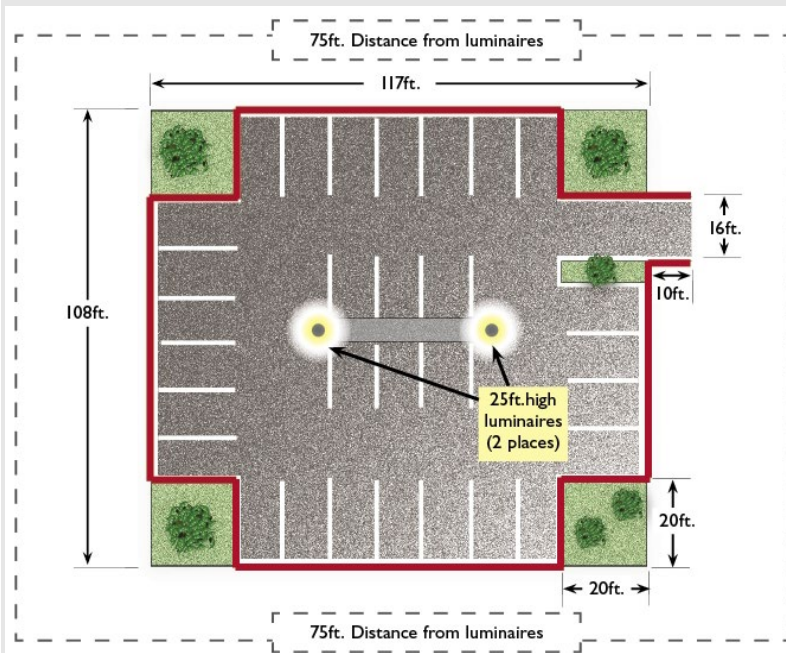 75ft. Distance from luminaires
117ft.
16ft.
10ft.
108ft.
25ft.high
luminaires
(2 places)
20ft.
20ft.
75ft. Distance from luminaires